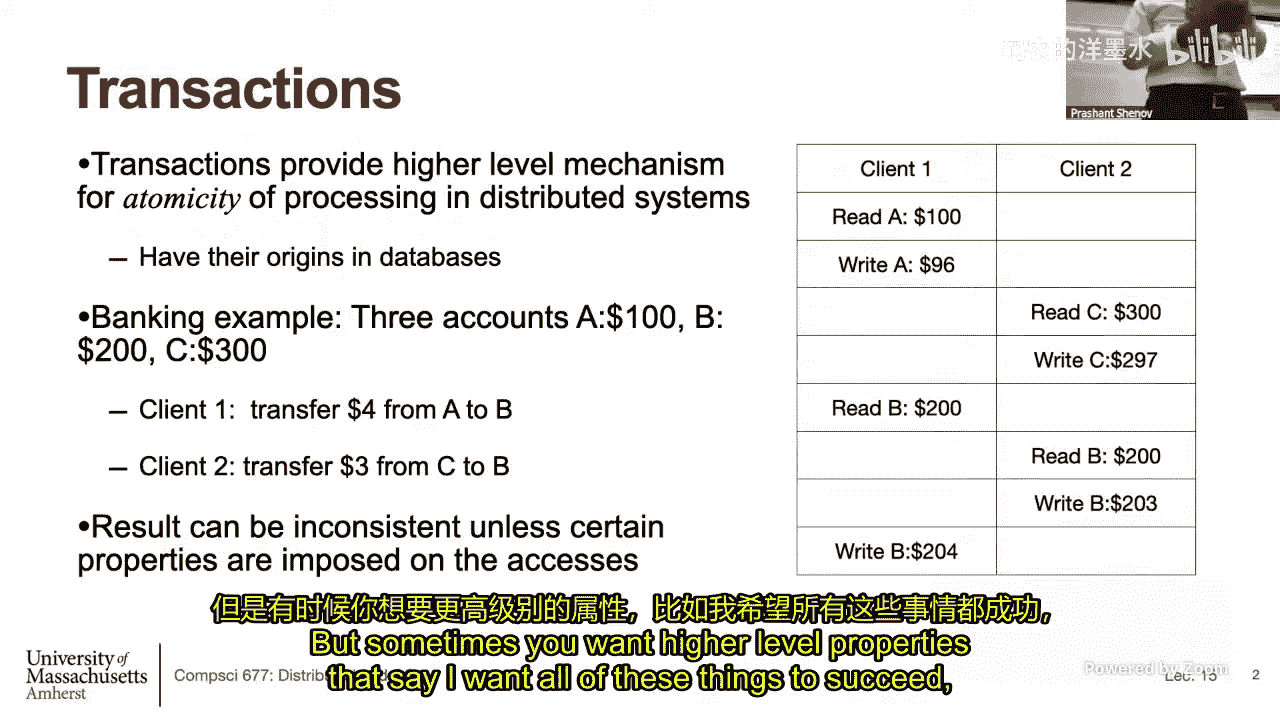 Transactions
•Transactions provide higher level mechanism
for atomicity of processing in distributed systems
— Have their origins in databases
•Banking example: Three accounts A:$100, B:
$200, C:$300
— Client 1: transfer $4 from A to B
— Client 2: transfer $3 from C to B
•Result can be inconsistent unless certain
properties are imposed on the accesses
的洋墨水 bilibili
Prashant Shenoy
Client 1 Client 2
Read A: $100
Write A: $96
Read C: $300
Write C:$297
Read B: $200
Read B: $200
Write B:$203
Write B:$204
但是有时候你想要更高级别的属性，比如我希望所有这些事情都成功，
But sometimes you want higher level properties
that say I want all of these things to succeed,
University of
Massachusetts
Amherst
Compsci 677:
Powered by Zoom
Lec. 13
2